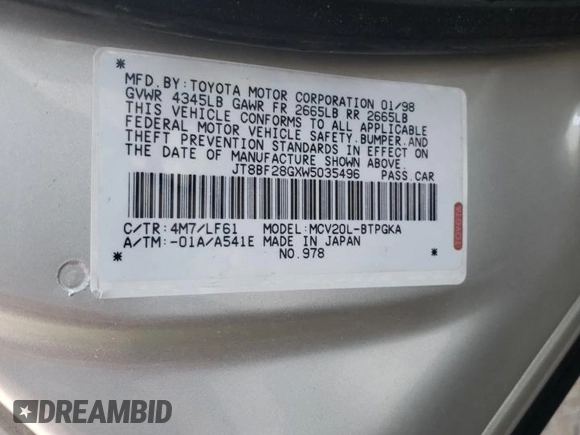 MFD. BY: TOYOTA MOTOR CORPORATION 01/98
GVWR 4345LB GAWR FR 2665LB RR 2665LB
THIS VEHICLE CONFORMS TO ALL APPLICABLE
FEDERAL MOTOR VEHICLE SAFETY, BUMPER, AND
THEFT PREVENTION STANDARDS IN EFFECT ON
THE DATE OF MANUFACTURE SHOWN ABOVE.
JT8BF28GXW5035496 PASS. CAR
C/TR: 4M7/LF61 MODEL: MCV20L-BTPGKA
A/TM: -01A/A541E MADE IN JAPAN
NO. 978
TOYOTA
DREAMBID